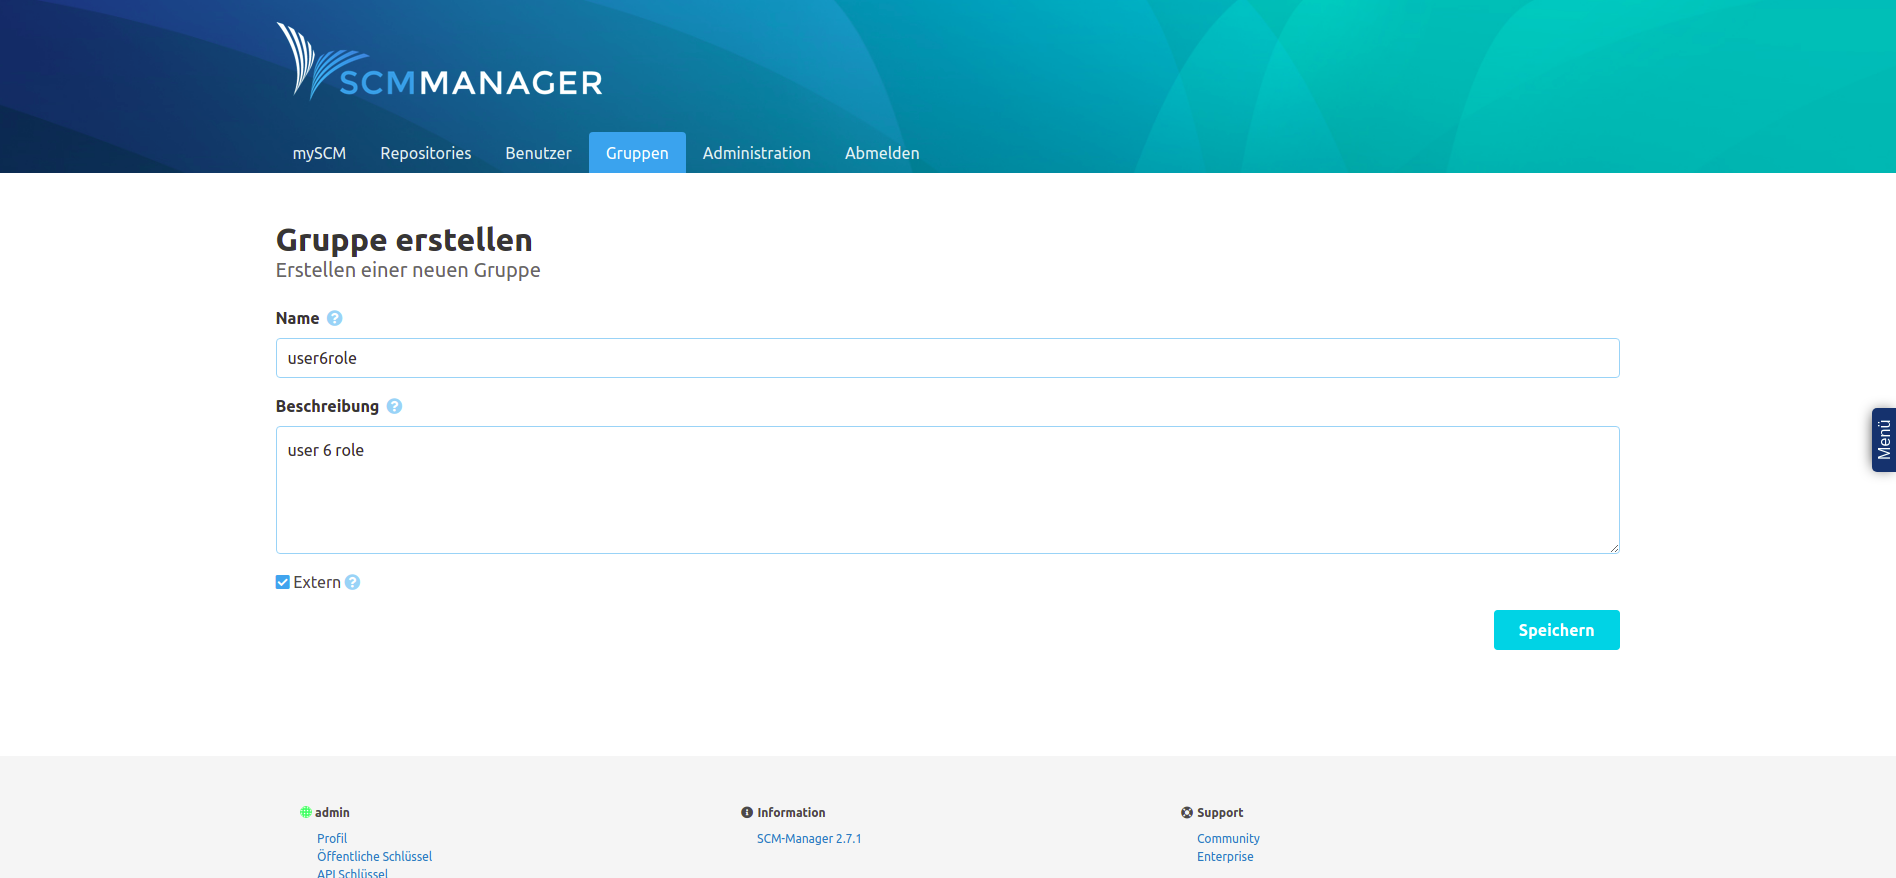 SCMMANAGER
mySCM Repositories Benutzer Gruppen Administration Abmelden
Gruppe erstellen
Erstellen einer neuen Gruppe
Name
user6role
Beschreibung
user 6 role
Menü
Extern
Speichern
admin
Profil
Öffentliche Schlüssel
API Schlüssel
Information
SCM-Manager 2.7.1
Support
Community
Enterprise